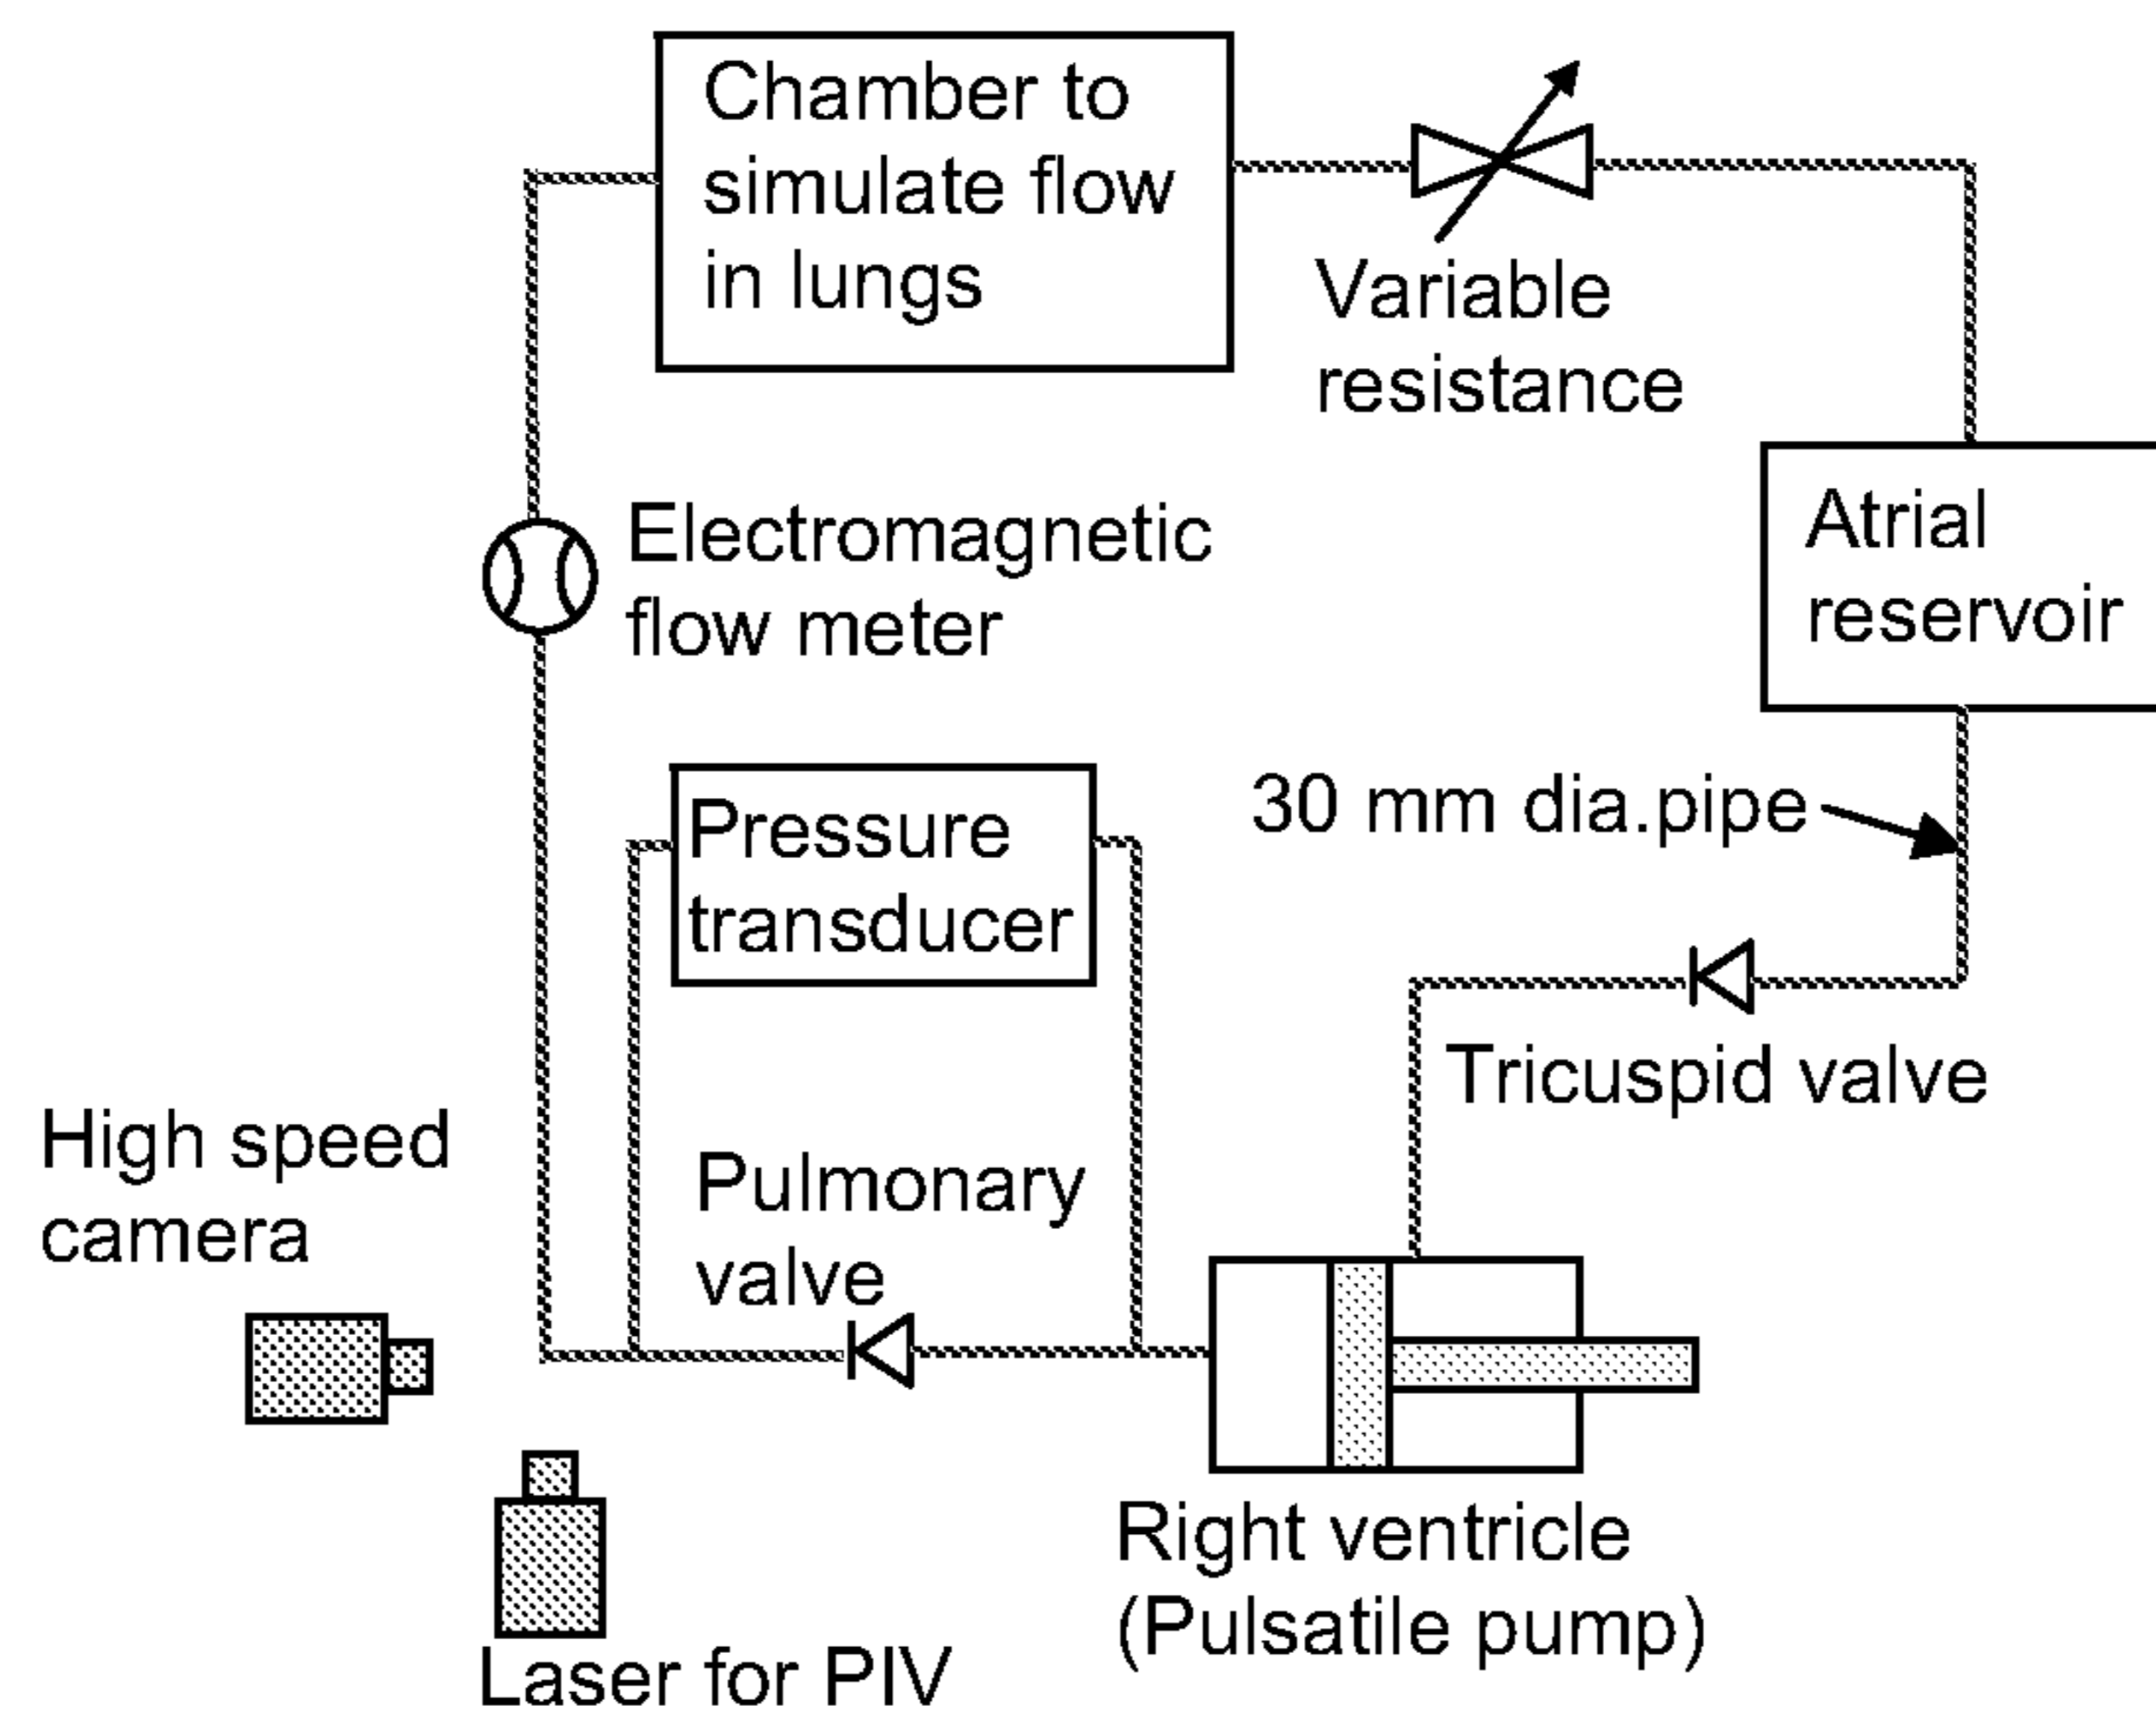 Chamber to
simulate flow
in lungs
Variable
resistance
Atrial
reservoir
Electromagnetic
flow meter
30 mm dia.pipe
Pressure
transducer
Tricuspid valve
High speed
camera
Pulmonary
valve
Right ventricle
(Pulsatile pump)
Laser for PIV